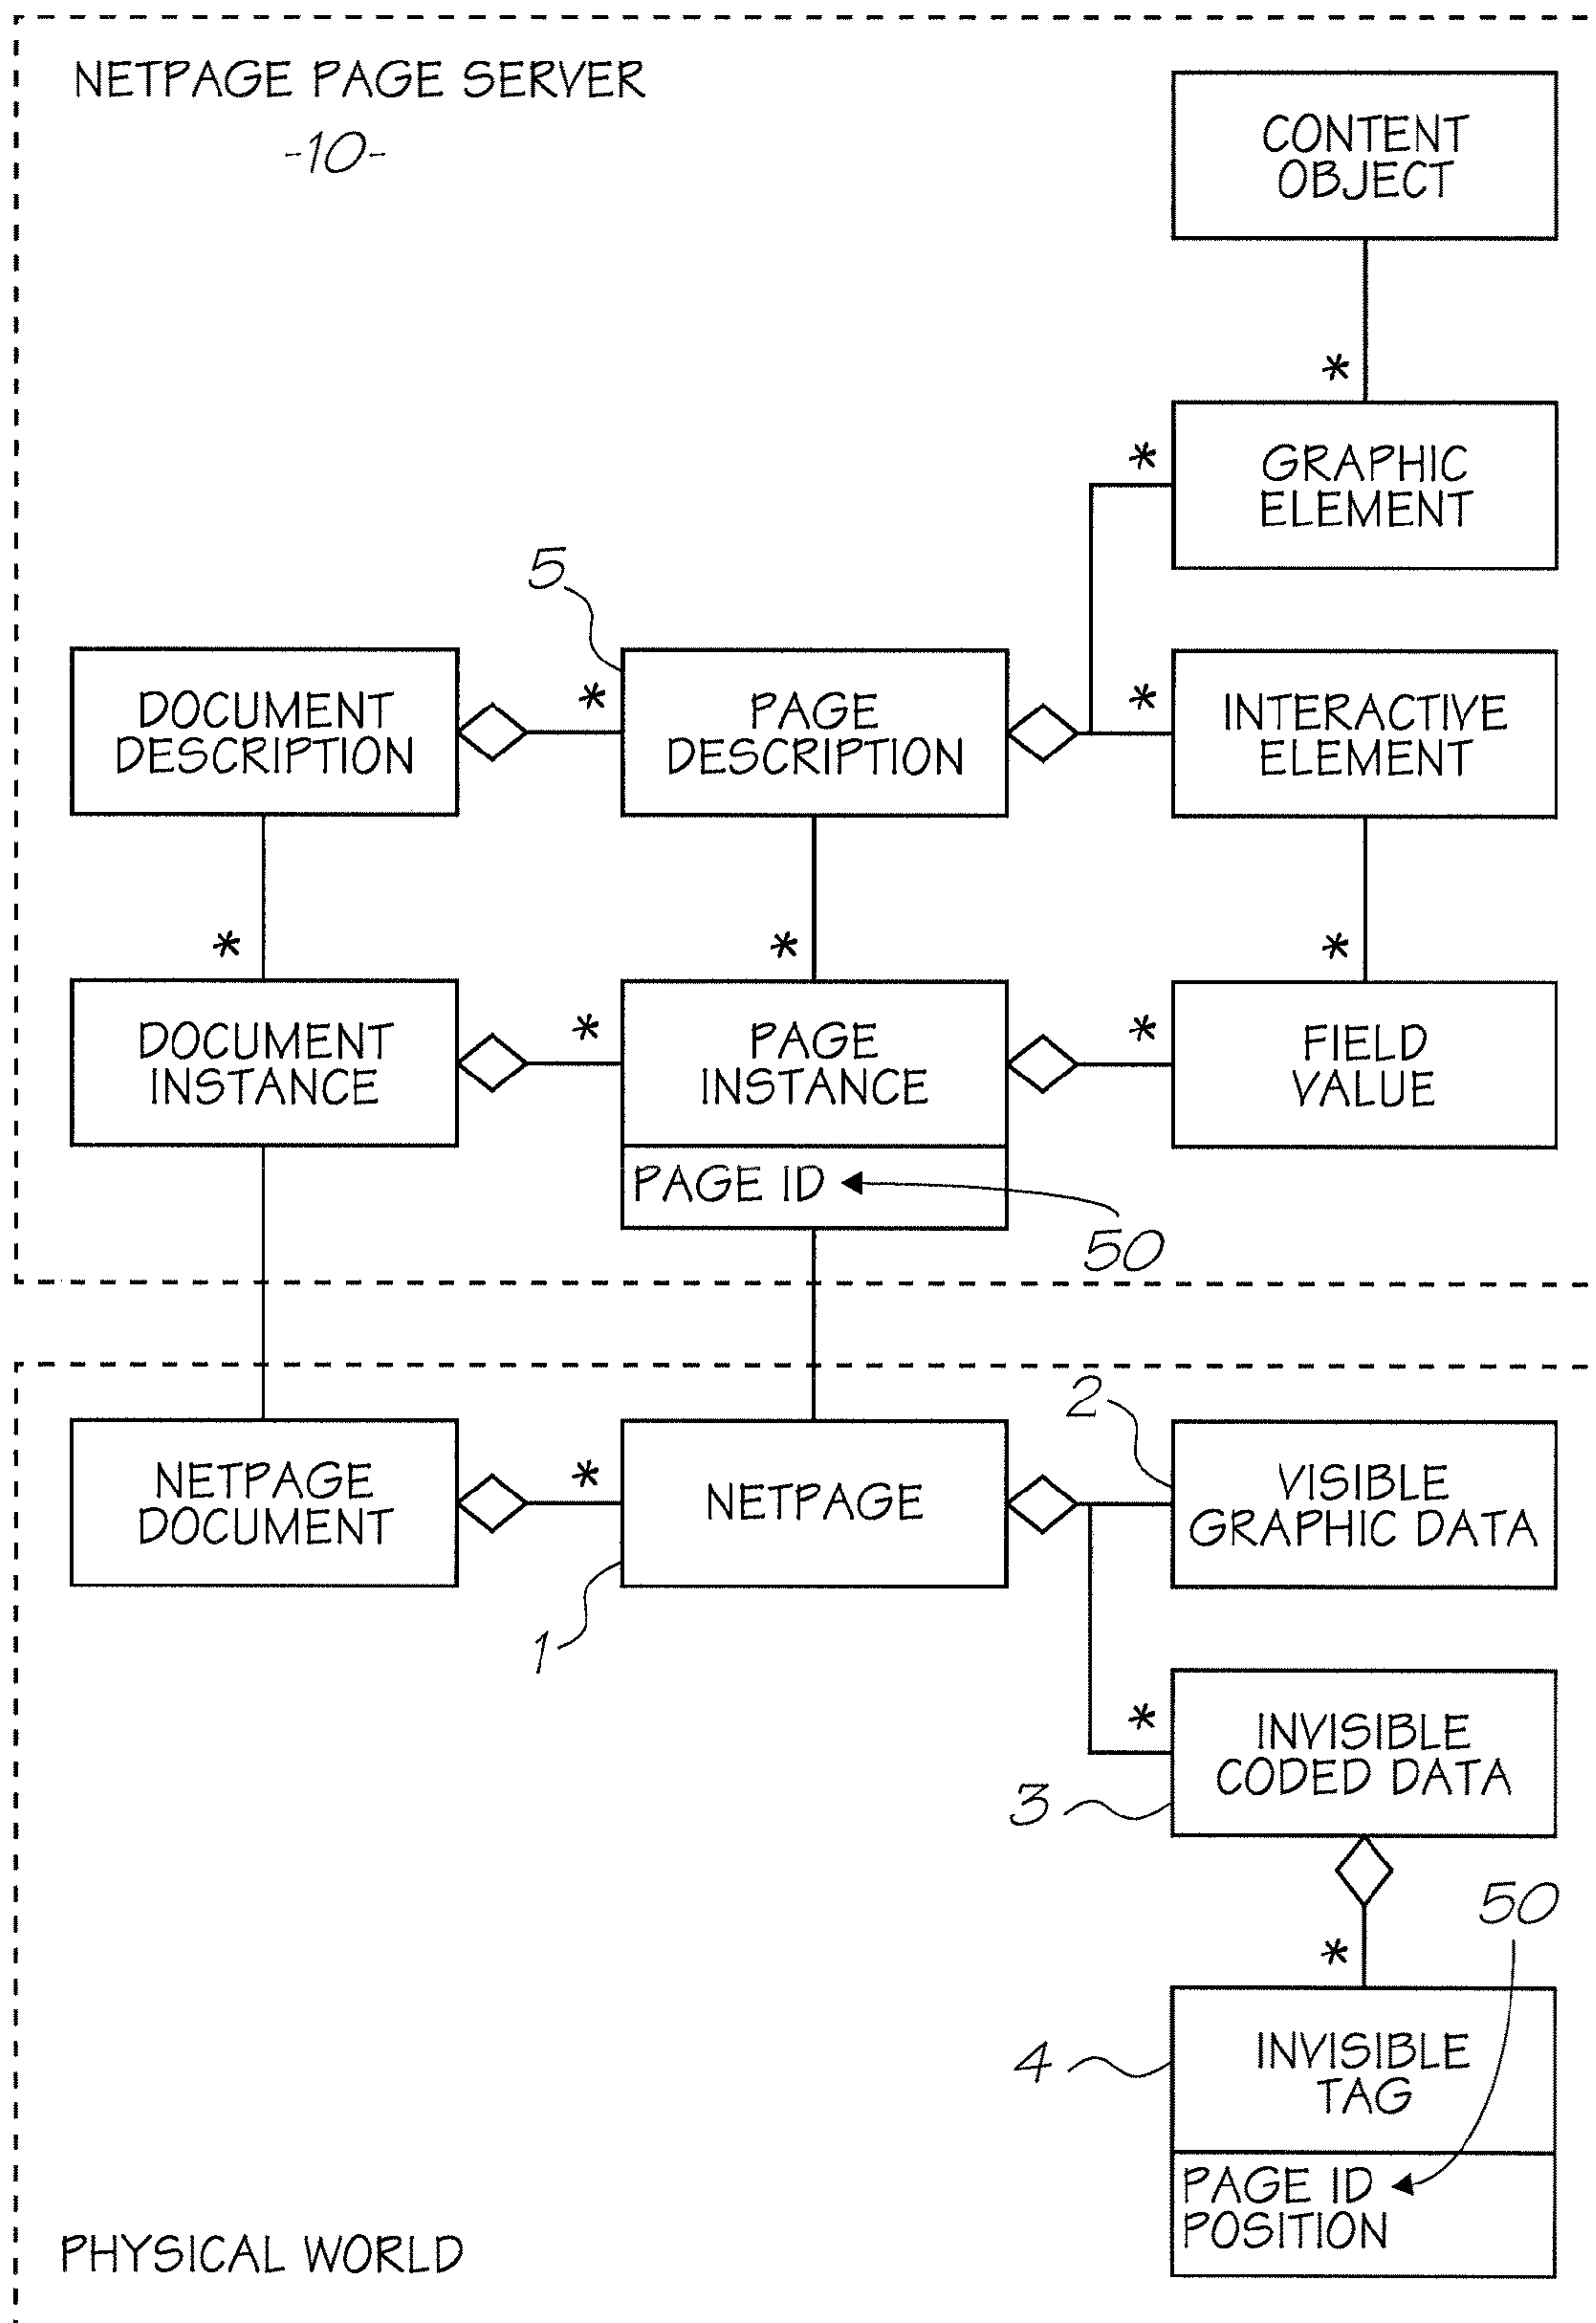 NETPAGE PAGE SERVER
-10-
CONTENT
OBJECT
*
*
GRAPHIC
ELEMENT
5
DOCUMENT
DESCRIPTION
*
PAGE
DESCRIPTION
*
INTERACTIVE
ELEMENT
*
*
*
DOCUMENT
INSTANCE
*
PAGE
INSTANCE
*
FIELD
VALUE
PAGE ID
50
2
NETPAGE
DOCUMENT
*
NETPAGE
VISIBLE
GRAPHIC DATA
1
*
INVISIBLE
CODED DATA
3
50
*
4
INVISIBLE
TAG
PAGE ID
POSITION
PHYSICAL WORLD